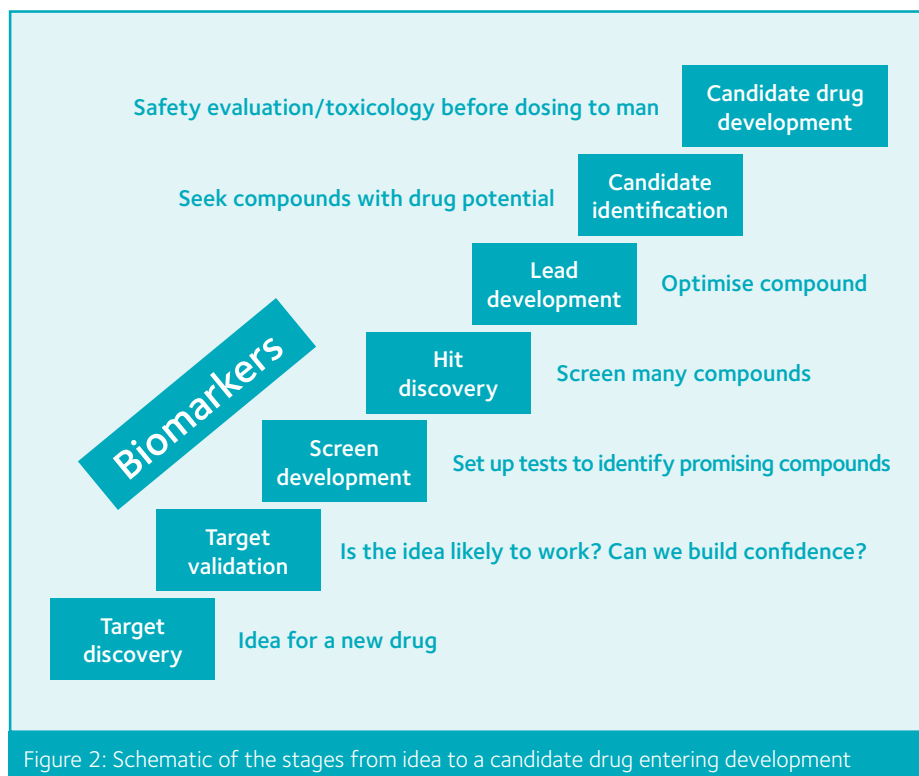 Safety evaluation/toxicology before dosing to man
Candidate drug
development
Seek compounds with drug potential
Candidate
identification
Lead
development
Optimise compound
Biomarkers
Hit
discovery
Screen many compounds
Screen
development
Set up tests to identify promising compounds
Target
validation
Is the idea likely to work? Can we build confidence?
Target
discovery
Idea for a new drug
Figure 2: Schematic of the stages from idea to a candidate drug entering development